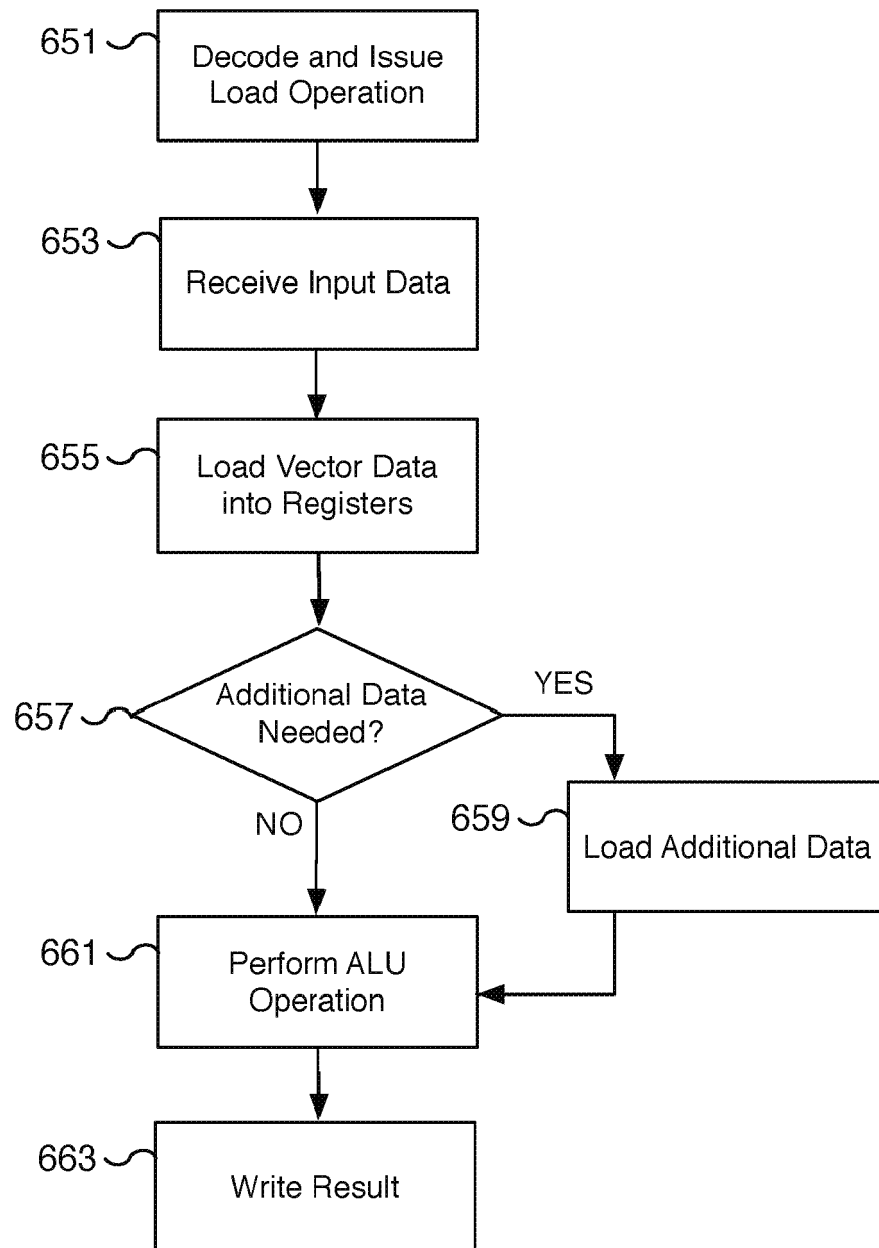 651
Decode and Issue
Load Operation
653
Receive Input Data
655
Load Vector Data
into Registers
657
Additional Data
Needed?
YES
NO
659
Load Additional Data
661
Perform ALU
Operation
663
Write Result